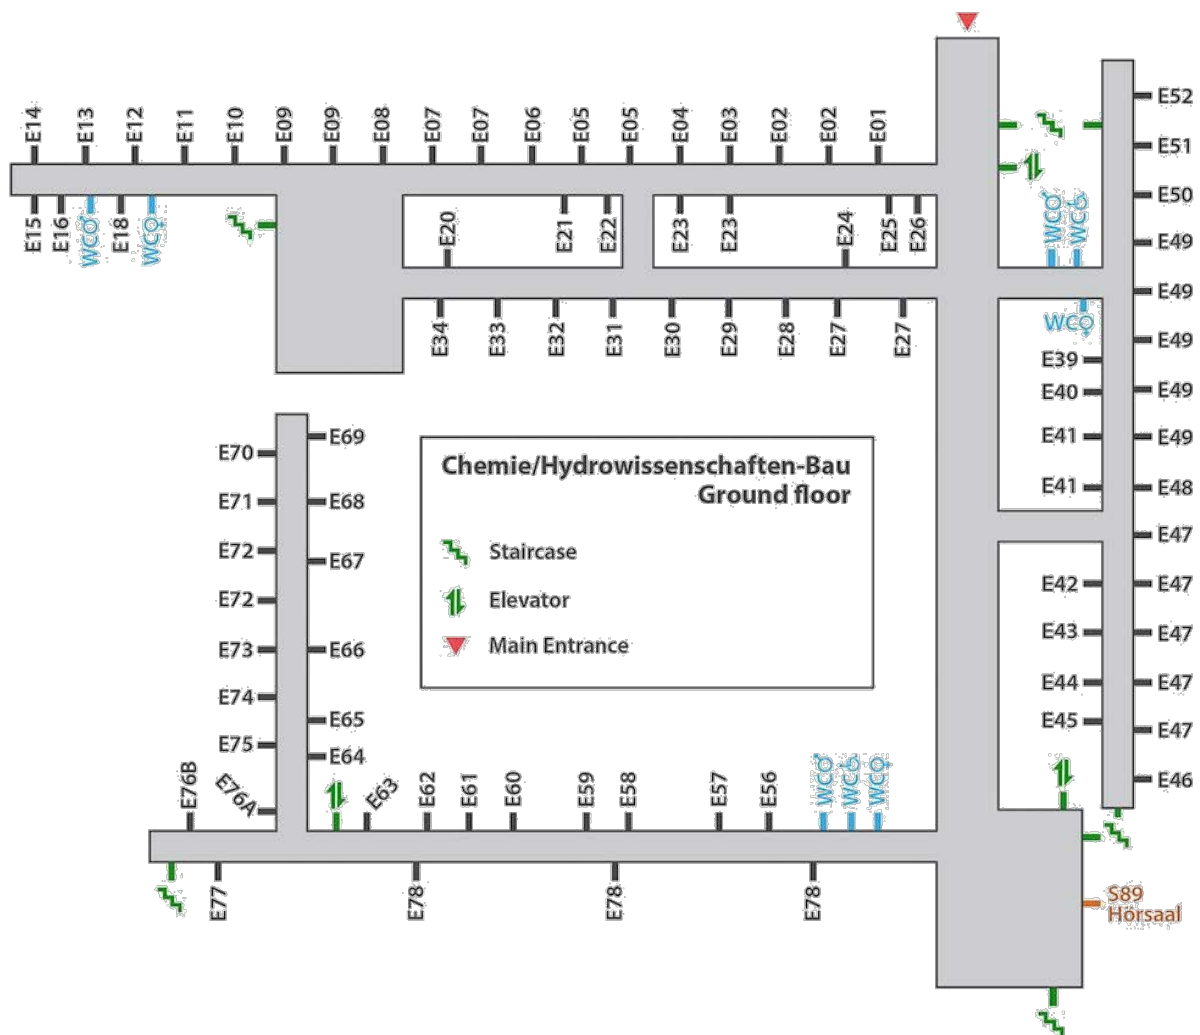 E14
E13
E12
E11
E10
E09
E09
E08
E07
E07
E06
E05
E05
E04
E03
E02
E02
E01
E15
E16
WC♂
E18
WC♀
E20
E21
E22
E23
E23
E24
E25
E26
E34
E33
E32
E31
E30
E29
E28
E27
E27
WC♂
WC♿
WC♀
E52
E51
E50
E49
E49
E49
E49
E49
E48
E47
E47
E47
E47
E47
E46
E39
E40
E41
E41
E42
E43
E44
E45
Chemie/Hydrowissenschaften-Bau
Ground floor
Staircase
Elevator
Main Entrance
E70
E71
E72
E72
E73
E74
E75
E76A
E76B
E69
E68
E67
E66
E65
E64
E63
E62
E61
E60
E59
E58
E57
E56
WC♂
WC♿
WC♀
E77
E78
E78
E78
S89
Hörsaal